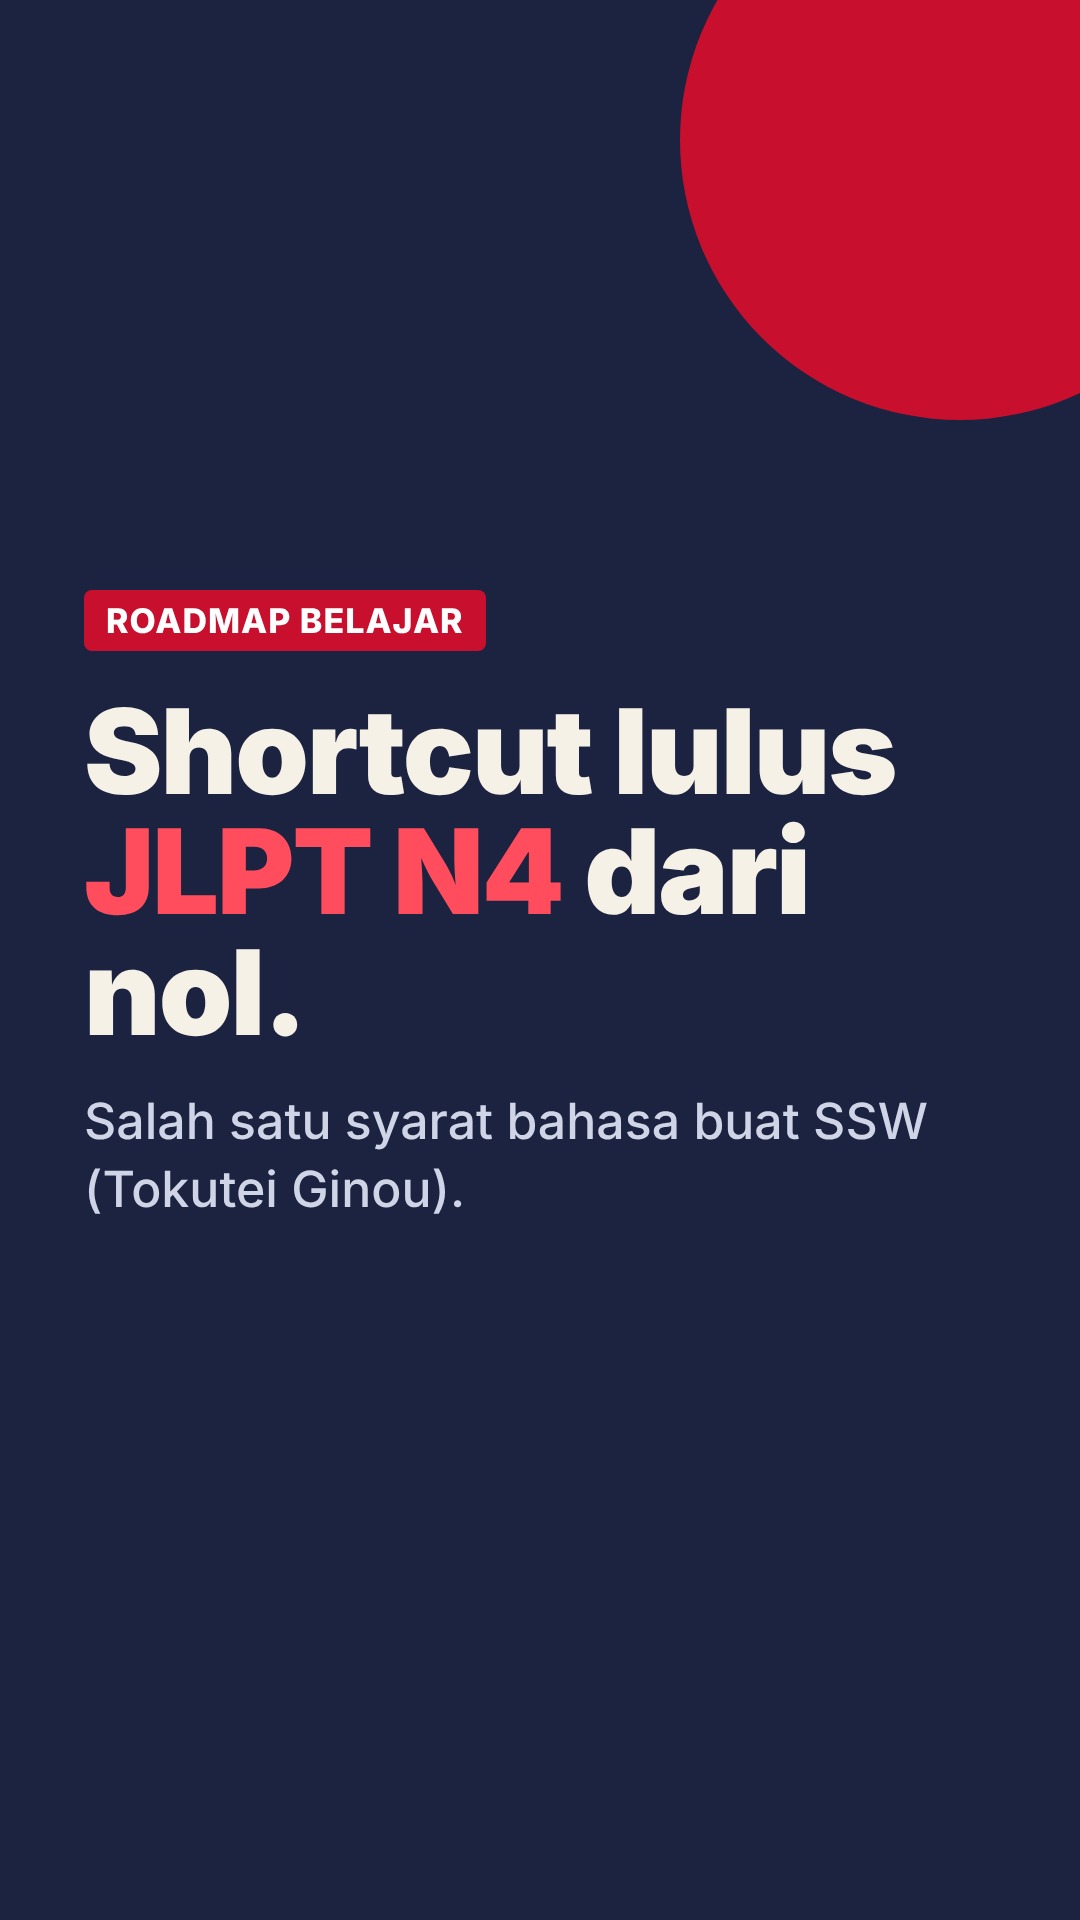 ROADMAP BELAJAR
Shortcut lulus
JLPT N4 dari
nol.
Salah satu syarat bahasa buat SSW
(Tokutei Ginou).